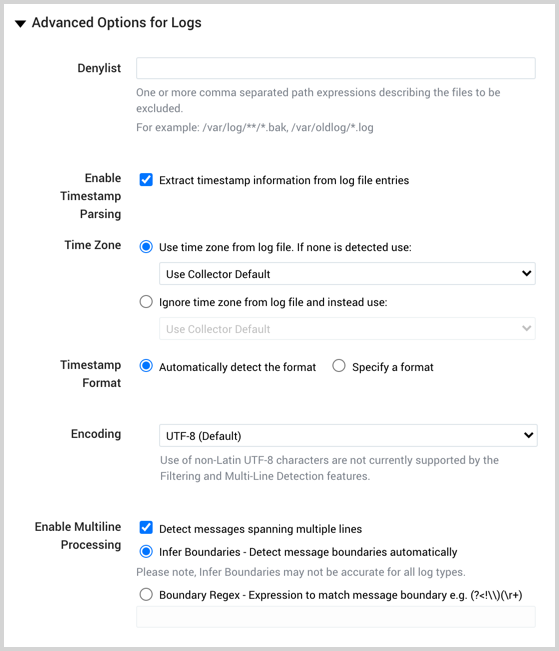 Advanced Options for Logs
Denylist
One or more comma separated path expressions describing the files to be
excluded.
For example: /var/log/**/*.bak, /var/oldlog/*.log
Enable
Timestamp
Parsing
Extract timestamp information from log file entries
Time Zone
Use time zone from log file. If none is detected use:
Use Collector Default
Ignore time zone from log file and instead use:
Use Collector Default
Timestamp
Format
Automatically detect the format
Specify a format
Encoding
UTF-8 (Default)
Use of non-Latin UTF-8 characters are not currently supported by the
Filtering and Multi-Line Detection features.
Enable Multiline
Processing
Detect messages spanning multiple lines
Infer Boundaries - Detect message boundaries automatically
Please note, Infer Boundaries may not be accurate for all log types.
Boundary Regex - Expression to match message boundary e.g. (?<!\\)(\r+)